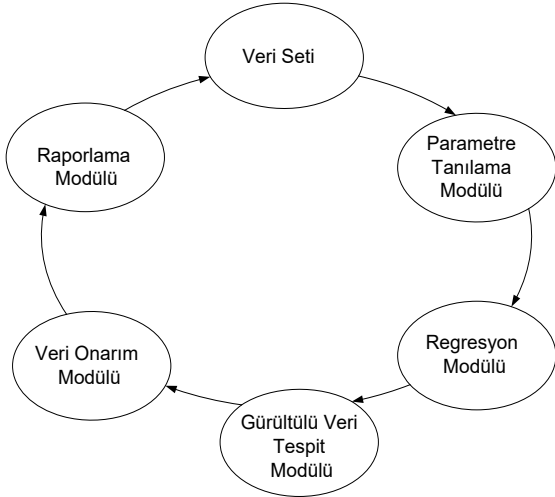 Veri Seti
Parametre
Tanılama
Modülü
Regresyon
Modülü
Gürültülü Veri
Tespit
Modülü
Veri Onarım
Modülü
Raporlama
Modülü